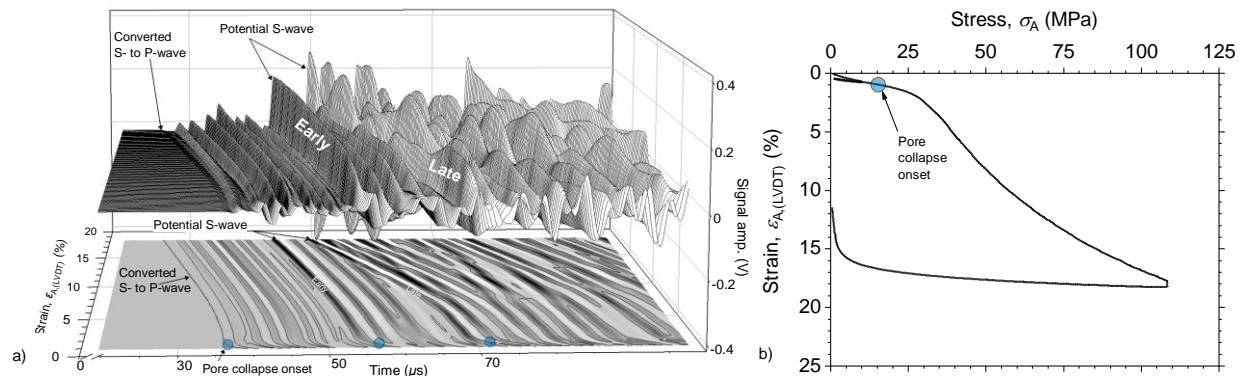 Converted
S- to P-wave
Potential S-wave
Early
Late
0.4
0.2
0
-0.2
-0.4
Signal amp. (V)
Potential S-wave
Converted
S- to P-wave
Early
Late
20
15
10
5
0
Strain, εA,(LVDT) (%)
0 30 50 70
Pore collapse onset
Time (µs)
a)
Stress, σA (MPa)
0 25 50 75 100 125
0
5
10
15
20
25
Strain, εA,(LVDT) (%)
Pore
collapse
onset
b)